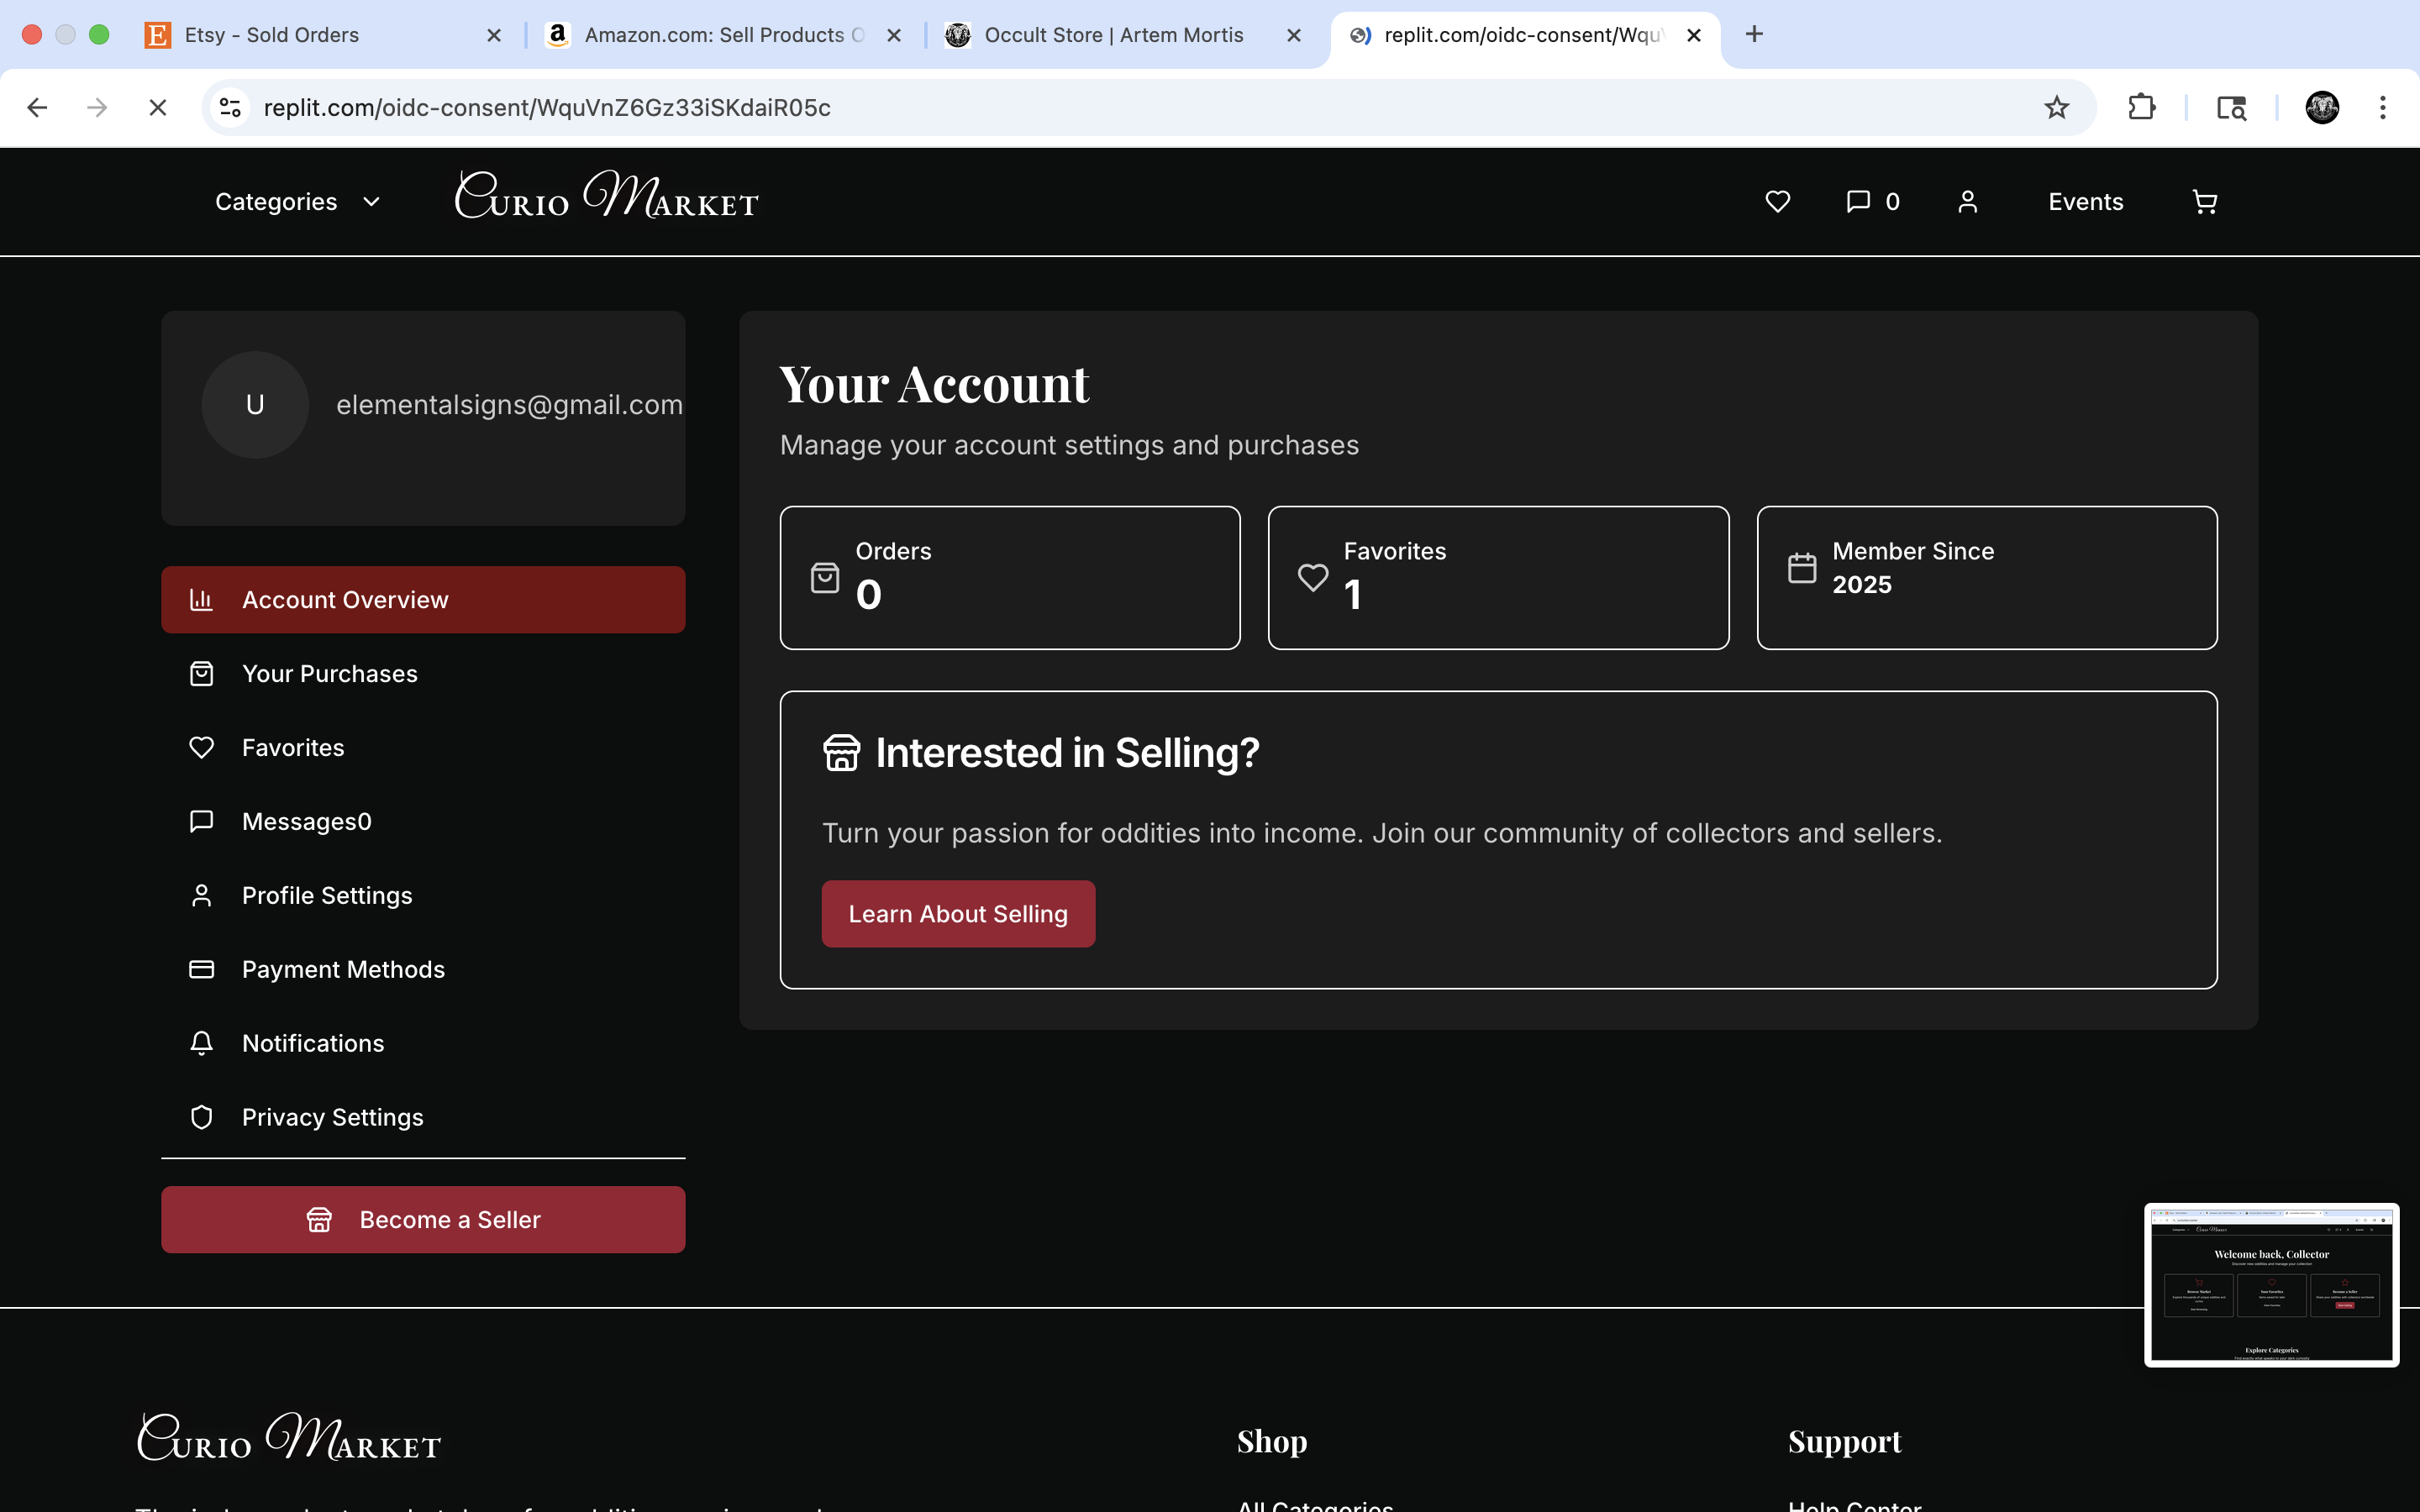 Etsy - Sold Orders
Amazon.com: Sell Products O
Occult Store | Artem Mortis
replit.com/oidc-consent/Wqu
replit.com/oidc-consent/WquVnZ6Gz33iSKdaiR05c
Categories
Curio Market
0
Events
U
elementalsigns@gmail.com
Account Overview
Your Purchases
Favorites
Messages0
Profile Settings
Payment Methods
Notifications
Privacy Settings
Become a Seller
Your Account
Manage your account settings and purchases
Orders
0
Favorites
1
Member Since
2025
Interested in Selling?
Turn your passion for oddities into income. Join our community of collectors and sellers.
Learn About Selling
Welcome back, Collector
Explore Categories
Curio Market
Shop
All Categories
Support
Help Center